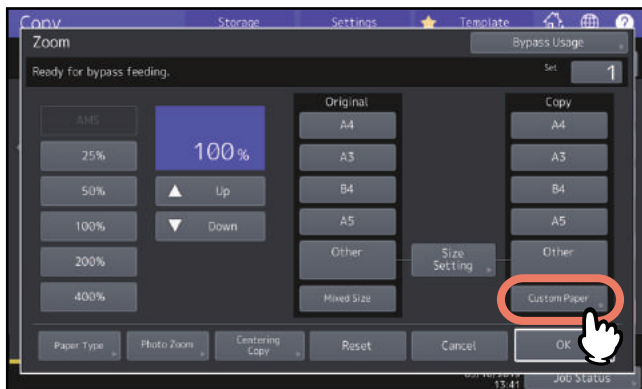 Copy Storage Settings Template
Zoom Bypass Usage
Ready for bypass feeding. Set 1
Original Copy
AMS 100 % A4 A4
25% A3 A3
50% Up B4 B4
100% Down A5 A5
200% Other Size Setting Other
400% Mixed Size Custom Paper
Paper Type Photo Zoom Centering Copy Reset Cancel OK
13:41 Job Status